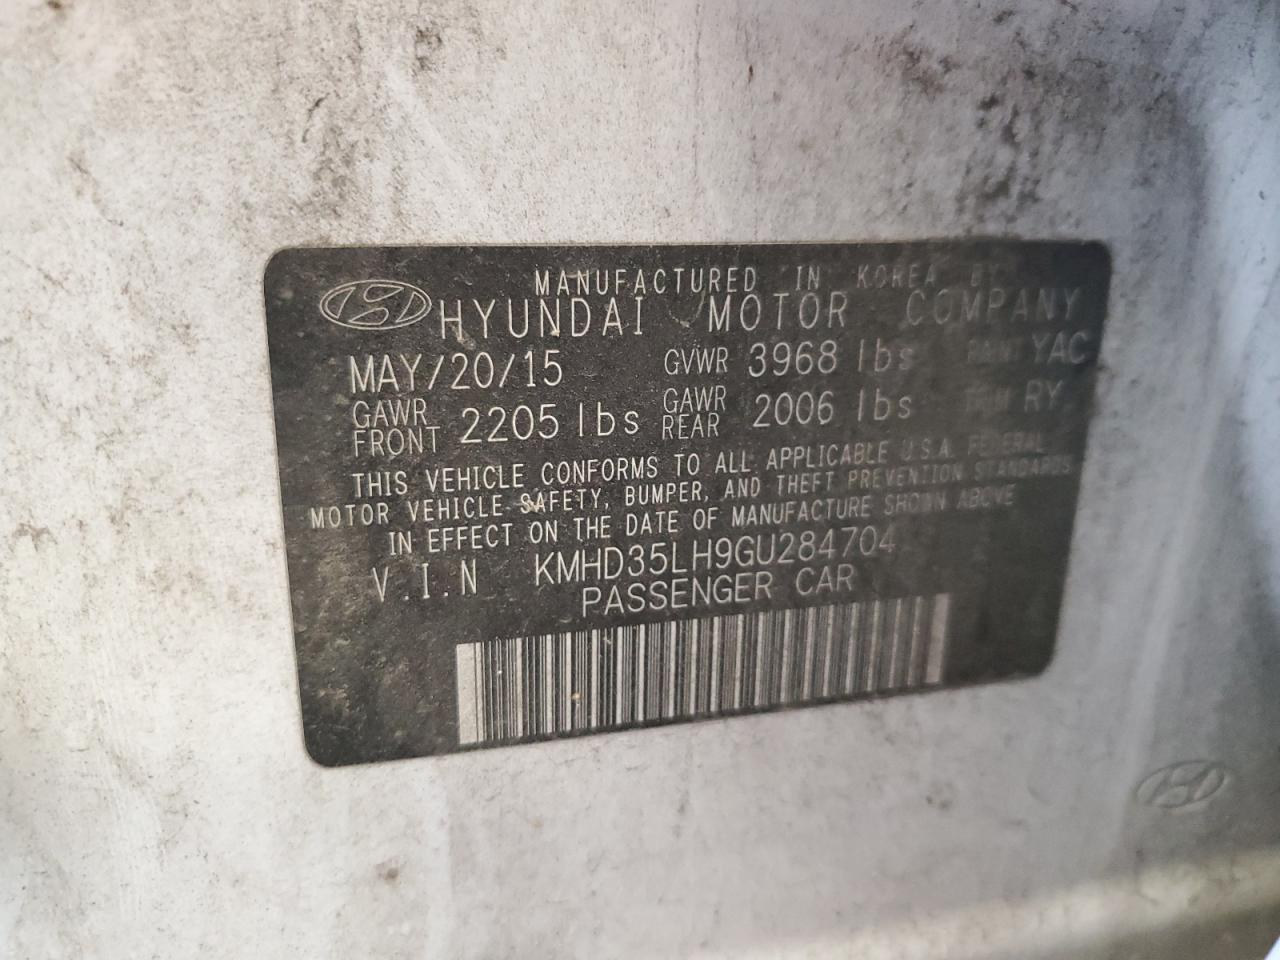 MANUFACTURED IN KOREA BY
HYUNDAI MOTOR COMPANY
MAY/20/15 GVWR 3968 lbs PAINT YAC
GAWR FRONT 2205 lbs GAWR REAR 2006 lbs TRIM RY
THIS VEHICLE CONFORMS TO ALL APPLICABLE U.S.A. FEDERAL
MOTOR VEHICLE SAFETY, BUMPER, AND THEFT PREVENTION STANDARDS
IN EFFECT ON THE DATE OF MANUFACTURE SHOWN ABOVE
V.I.N KMHD35LH9GU284704
PASSENGER CAR